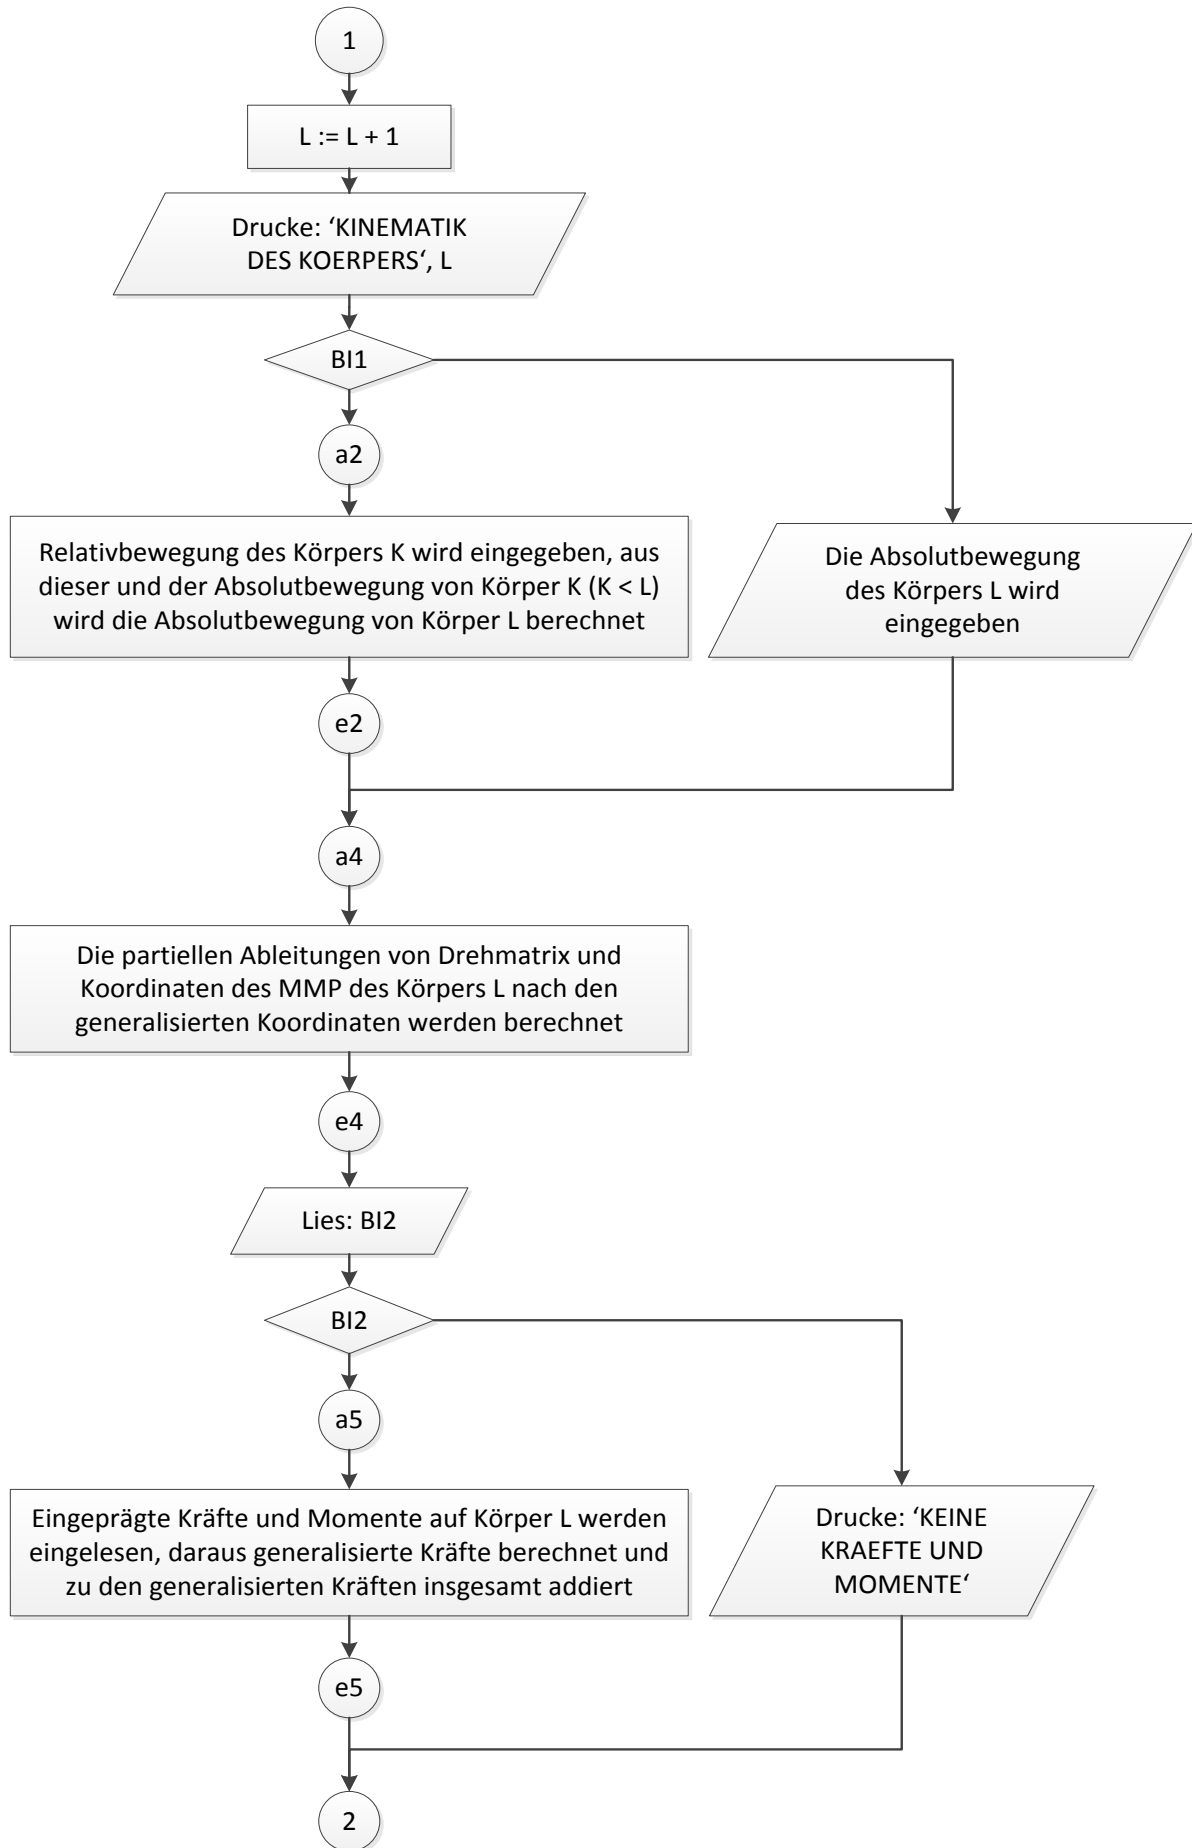 1
L := L + 1
Drucke: ‘KINEMATIK
DES KOERPERS‘, L
BI1
a2
Relativbewegung des Körpers K wird eingegeben, aus
dieser und der Absolutbewegung von Körper K (K < L)
wird die Absolutbewegung von Körper L berechnet
Die Absolutbewegung
des Körpers L wird
eingegeben
e2
a4
Die partiellen Ableitungen von Drehmatrix und
Koordinaten des MMP des Körpers L nach den
generalisierten Koordinaten werden berechnet
e4
Lies: BI2
BI2
a5
Eingeprägte Kräfte und Momente auf Körper L werden
eingelesen, daraus generalisierte Kräfte berechnet und
zu den generalisierten Kräften insgesamt addiert
Drucke: ‘KEINE
KRAEFTE UND
MOMENTE‘
e5
2